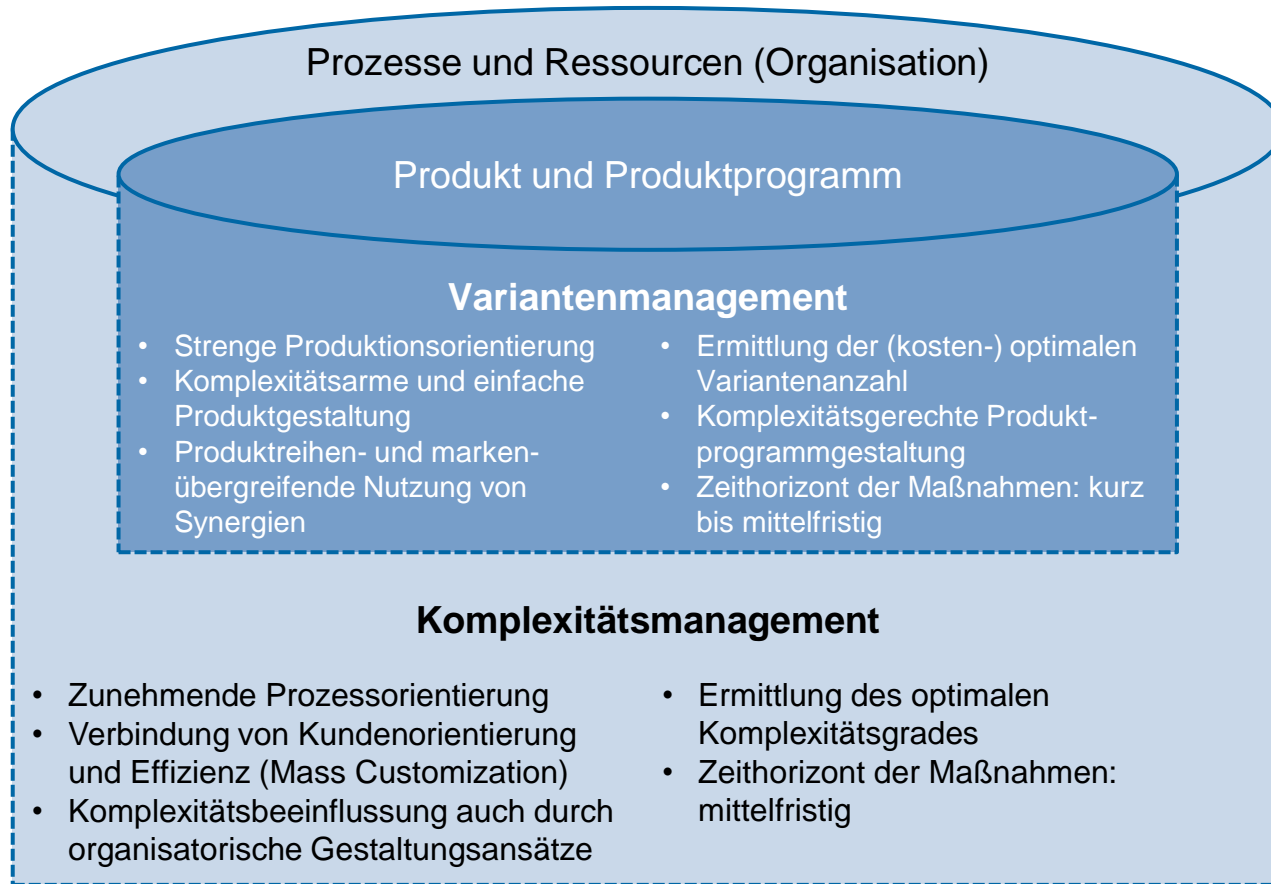 Prozesse und Ressourcen (Organisation)
Produkt und Produktprogramm
Variantenmanagement
• Strenge Produktionsorientierung
• Komplexitätsarme und einfache
Produktgestaltung
• Produktreihen- und marken-
übergreifende Nutzung von
Synergien
• Ermittlung der (kosten-) optimalen
Variantenanzahl
• Komplexitätsgerechte Produkt-
programmgestaltung
• Zeithorizont der Maßnahmen: kurz
bis mittelfristig
Komplexitätsmanagement
• Zunehmende Prozessorientierung
• Verbindung von Kundenorientierung
und Effizienz (Mass Customization)
• Komplexitätsbeeinflussung auch durch
organisatorische Gestaltungsansätze
• Ermittlung des optimalen
Komplexitätsgrades
• Zeithorizont der Maßnahmen:
mittelfristig